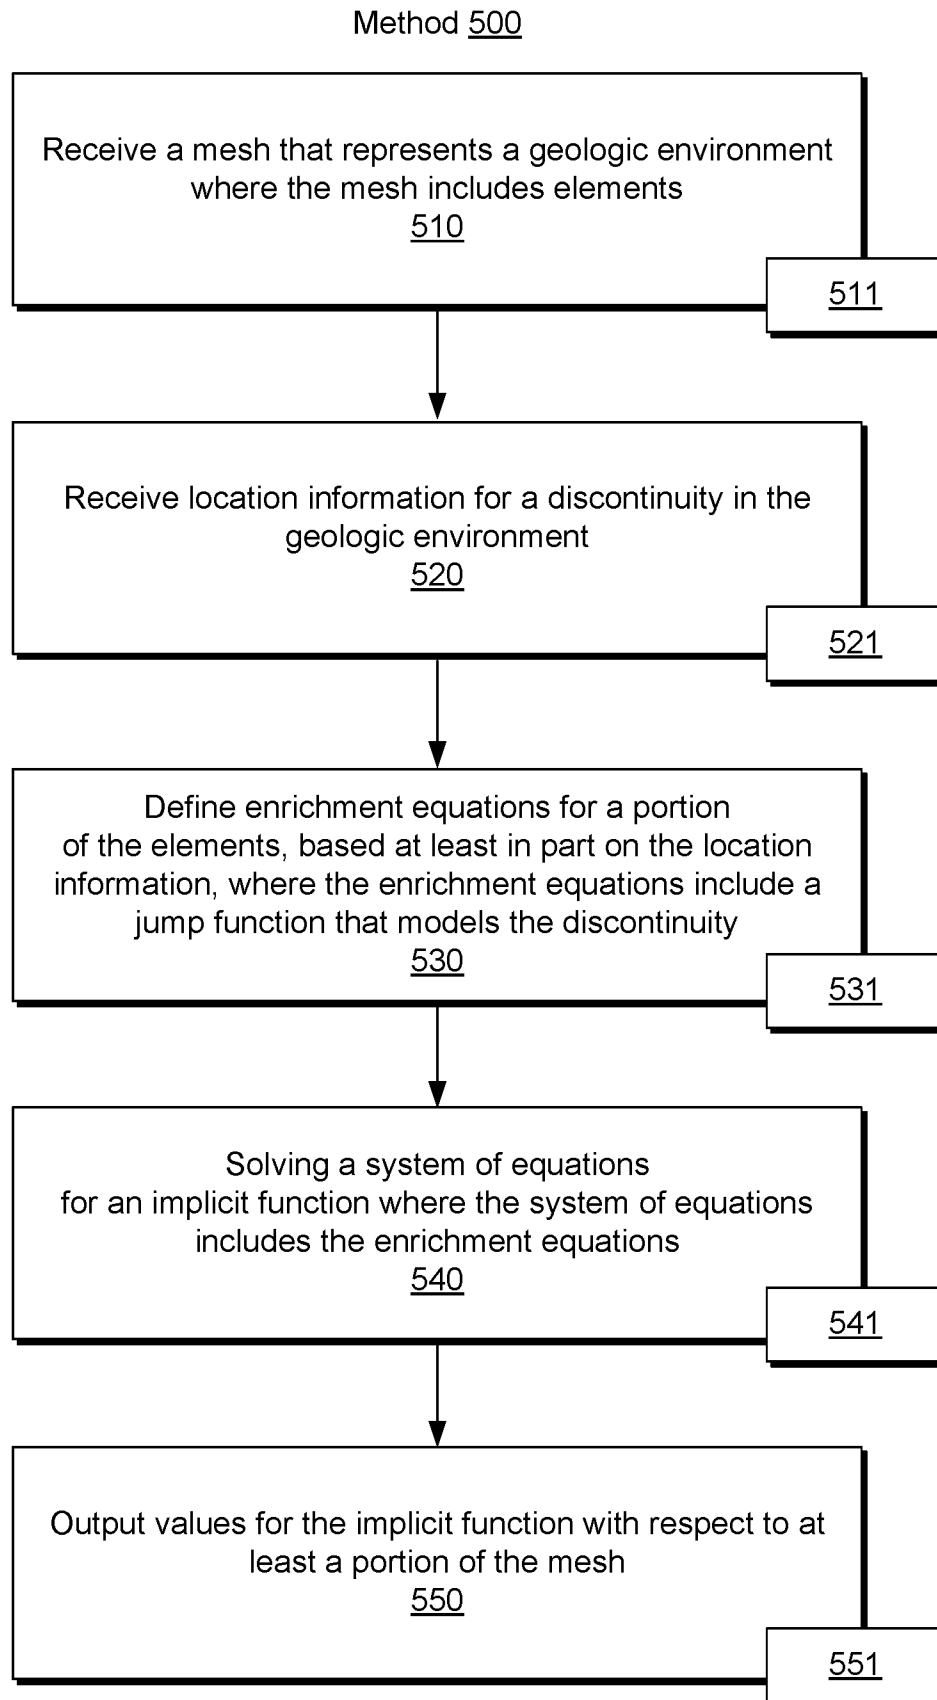 Method 500
Receive a mesh that represents a geologic environment
where the mesh includes elements
510
511
Receive location information for a discontinuity in the
geologic environment
520
521
Define enrichment equations for a portion
of the elements, based at least in part on the location
information, where the enrichment equations include a
jump function that models the discontinuity
530
531
Solving a system of equations
for an implicit function where the system of equations
includes the enrichment equations
540
541
Output values for the implicit function with respect to at
least a portion of the mesh
550
551